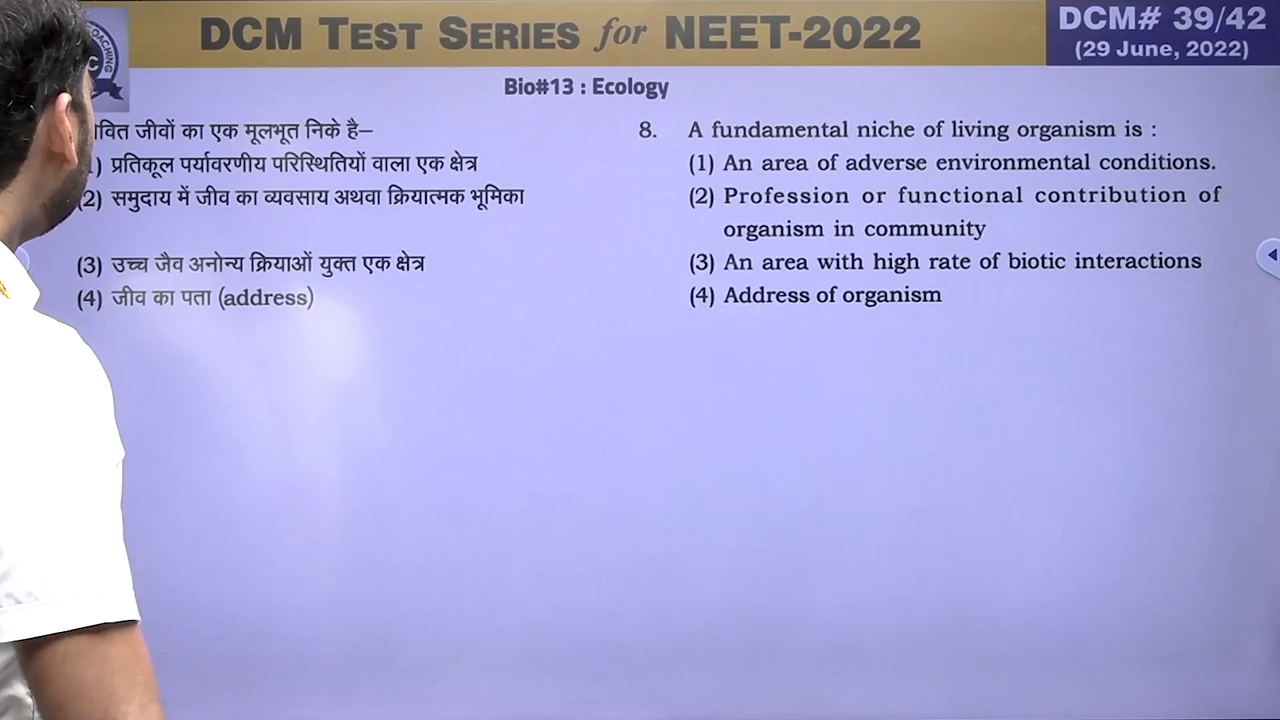 DCM TEST SERIES for NEET-2022
DCM# 39/42
(29 June, 2022)
COACHING
Bio#13 : Ecology
जीवों का एक मूलभूत निके है–
प्रतिकूल पर्यावरणीय परिस्थितियों वाला एक क्षेत्र
(2) समुदाय में जीव का व्यवसाय अथवा क्रियात्मक भूमिका
(3) उच्च जैव अनोन्य क्रियाओं युक्त एक क्षेत्र
(4) जीव का पता (address)
8. A fundamental niche of living organism is :
(1) An area of adverse environmental conditions.
(2) Profession or functional contribution of
organism in community
(3) An area with high rate of biotic interactions
(4) Address of organism